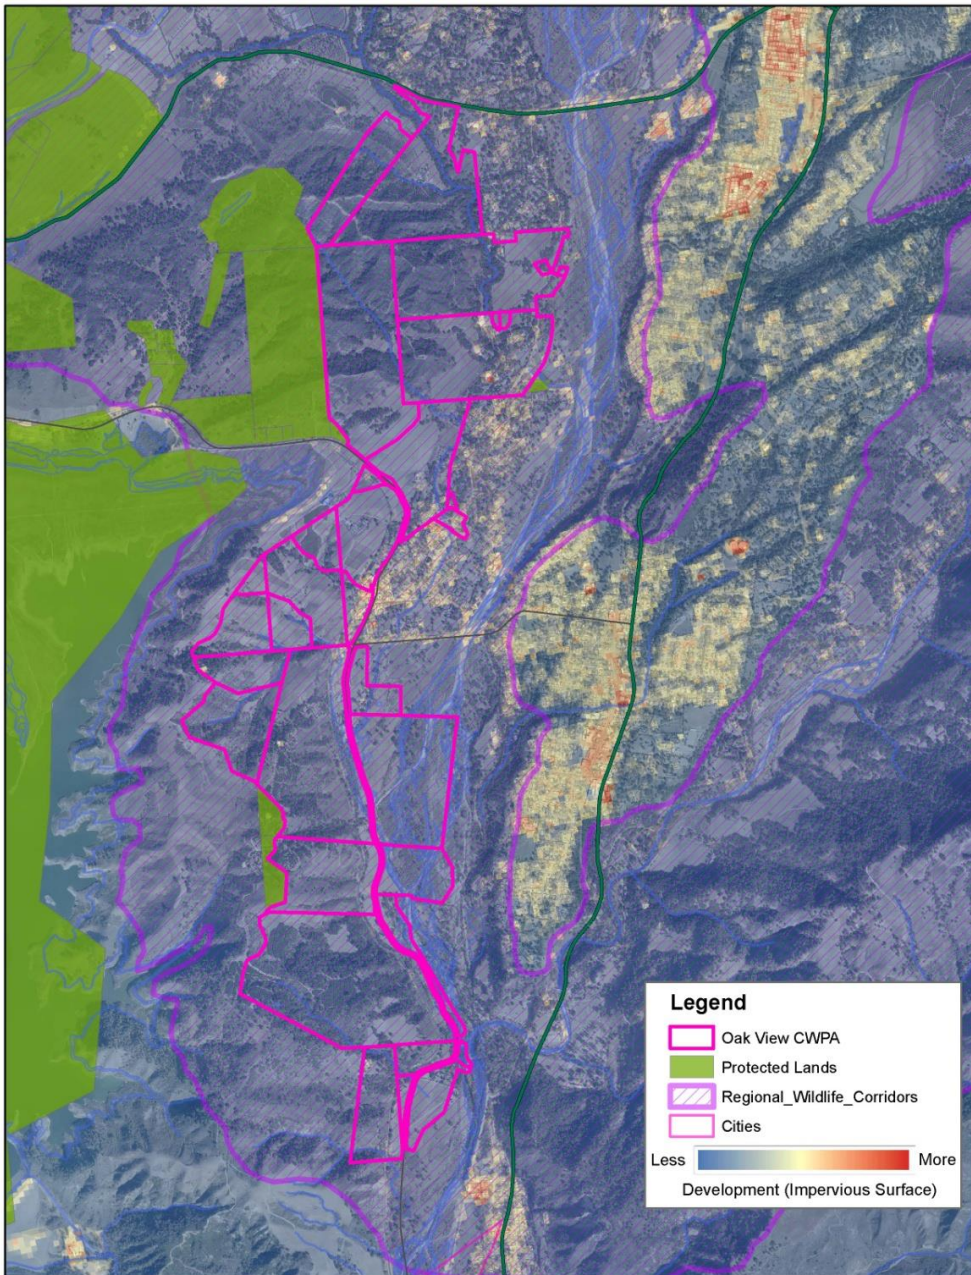 Legend
Oak View CWPA
Protected Lands
Regional_Wildlife_Corridors
Cities
Less More
Development (Impervious Surface)